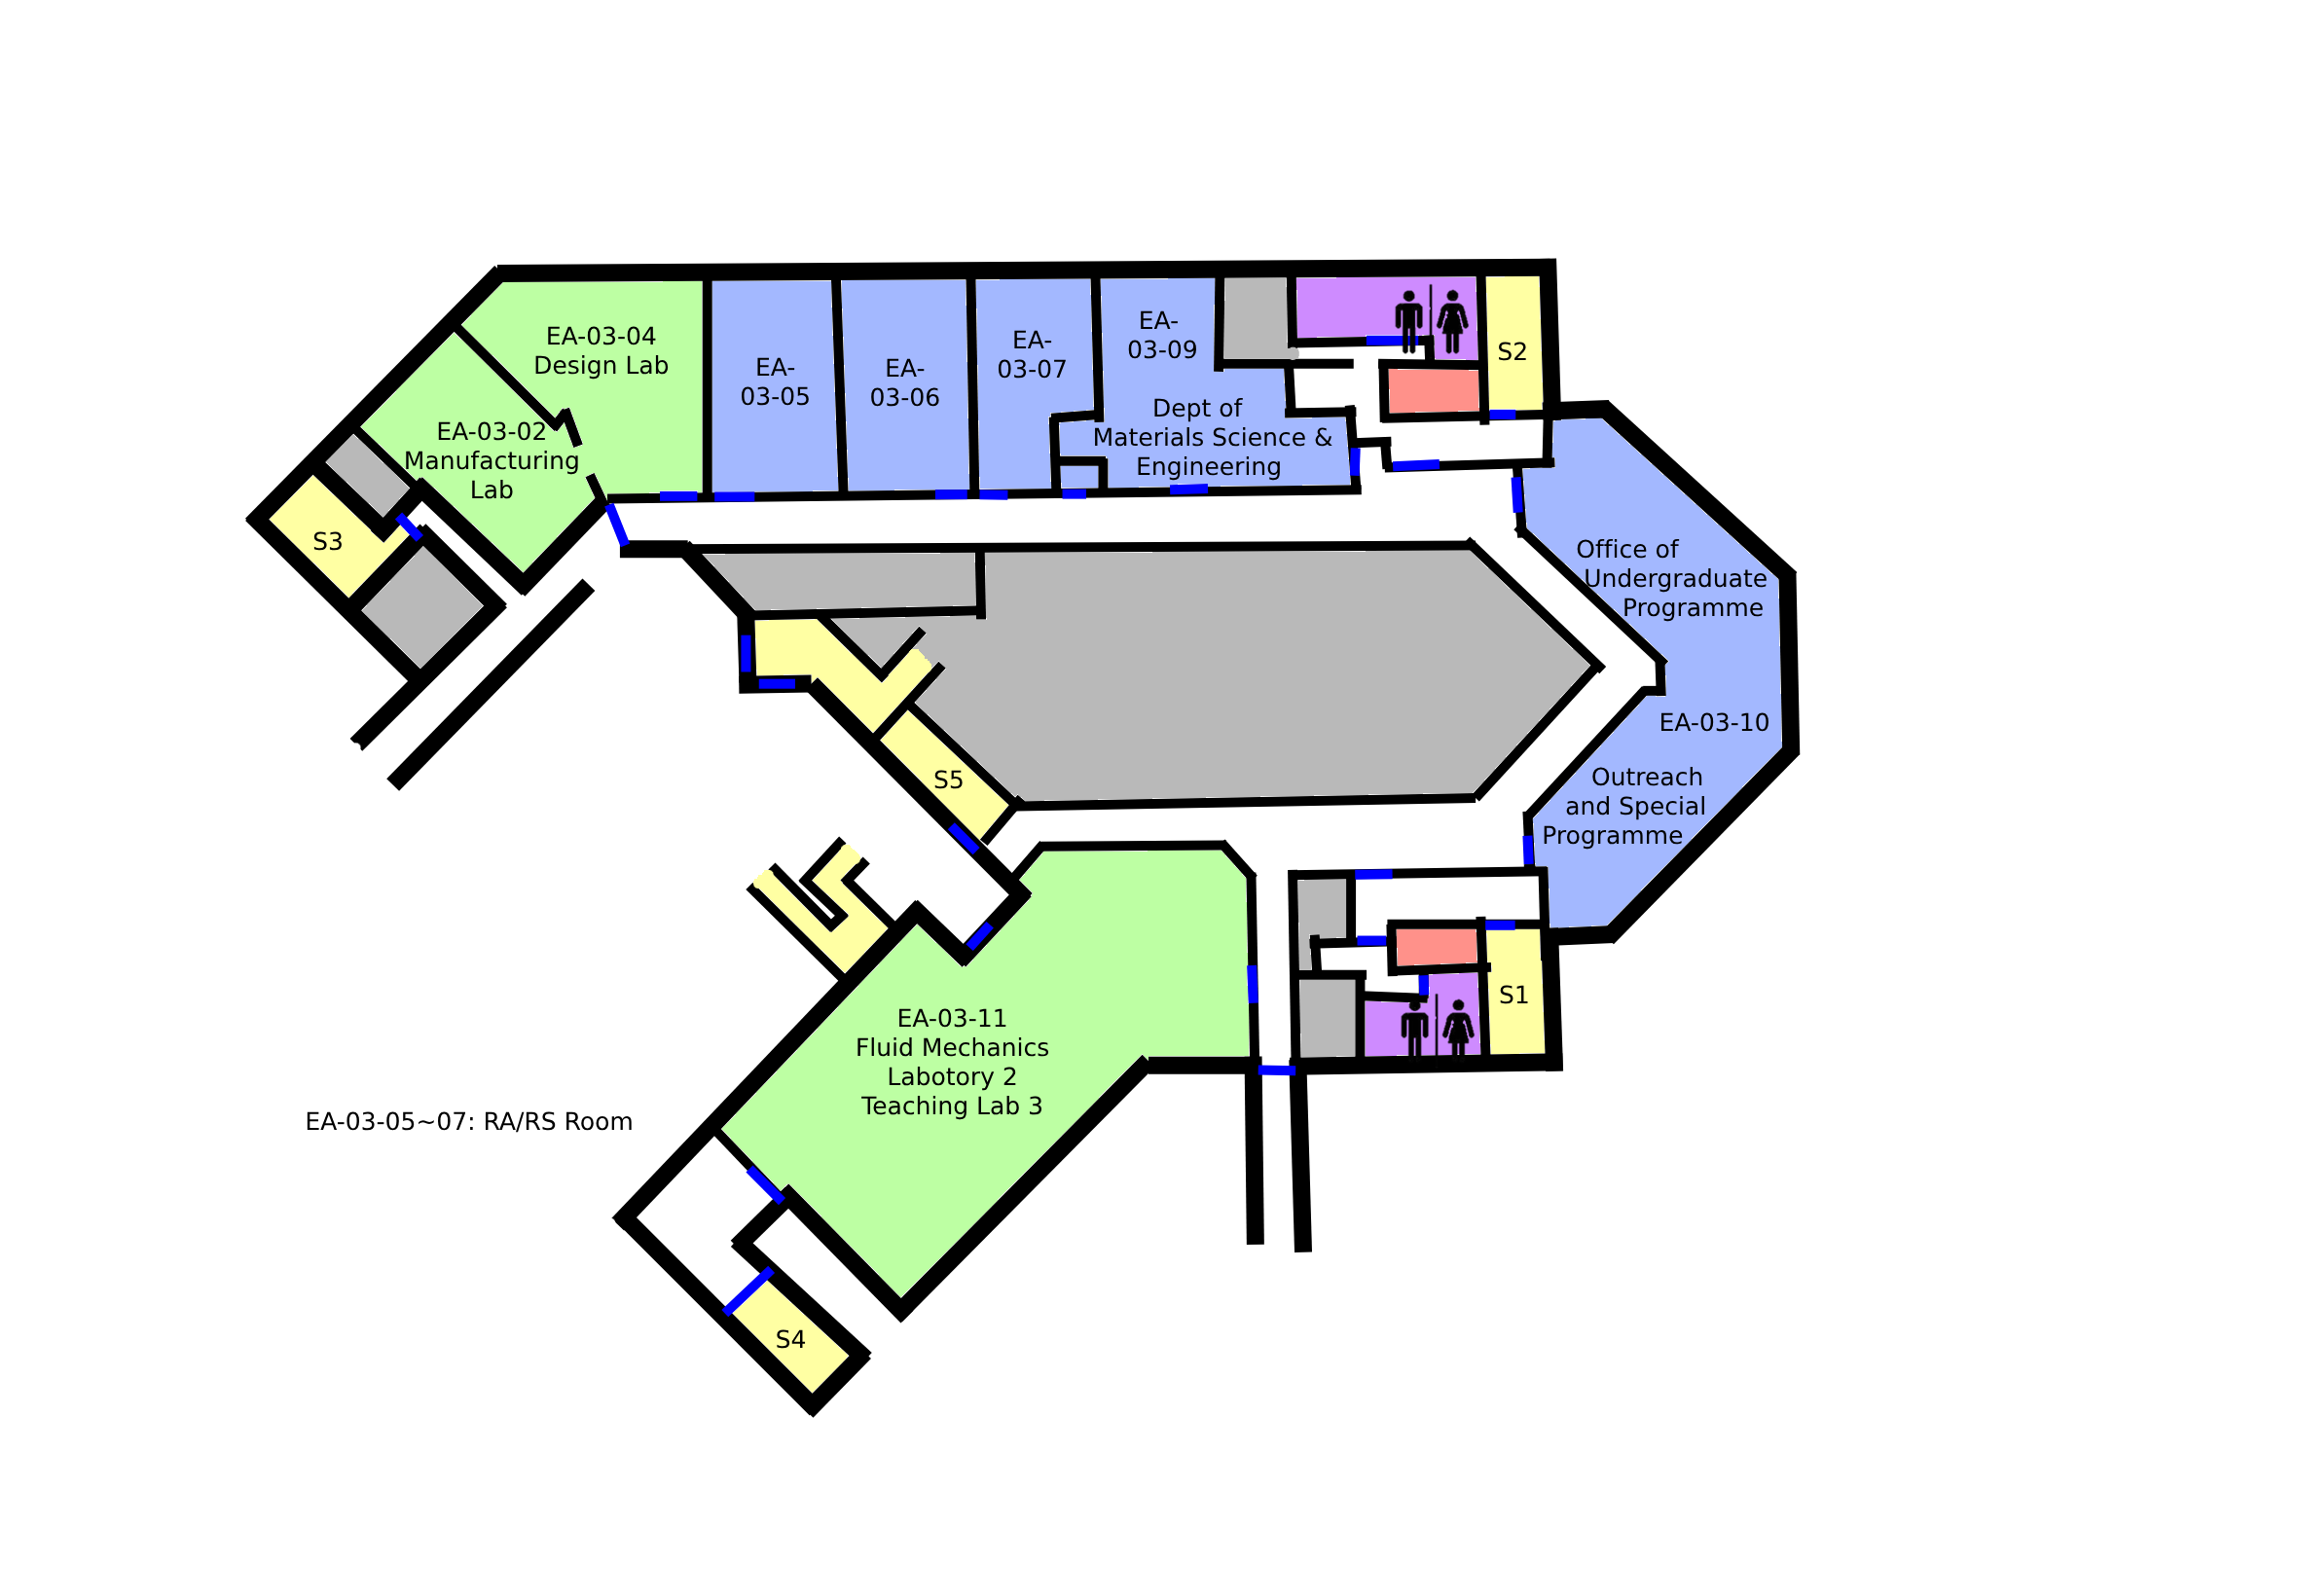 EA-03-04
Design Lab
EA-03-02
Manufacturing
Lab
S3
EA-
03-05
EA-
03-06
EA-
03-07
EA-
03-09
Dept of
Materials Science &
Engineering
S2
Office of
Undergraduate
Programme
EA-03-10
Outreach
and Special
Programme
S5
S1
EA-03-11
Fluid Mechanics
Labotory 2
Teaching Lab 3
EA-03-05~07: RA/RS Room
S4